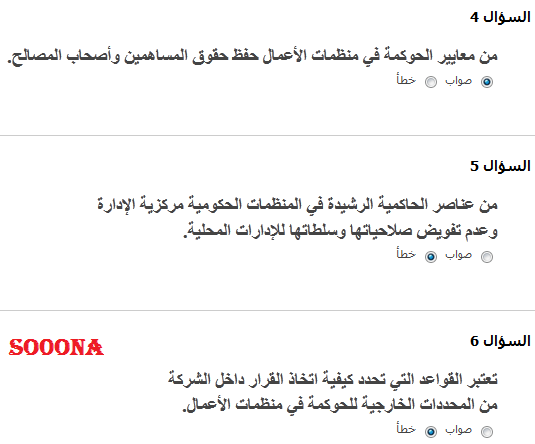 السؤال 4
من معايير الحوكمة في منظمات الأعمال حفظ حقوق المساهمين وأصحاب المصالح.
صواب خطأ
السؤال 5
من عناصر الحاكمية الرشيدة في المنظمات الحكومية مركزية الإدارة
وعدم تفويض صلاحياتها وسلطاتها للإدارات المحلية.
صواب خطأ
السؤال 6
SOOONA
تعتبر القواعد التي تحدد كيفية اتخاذ القرار داخل الشركة
من المحددات الخارجية للحوكمة في منظمات الأعمال.
صواب خطأ